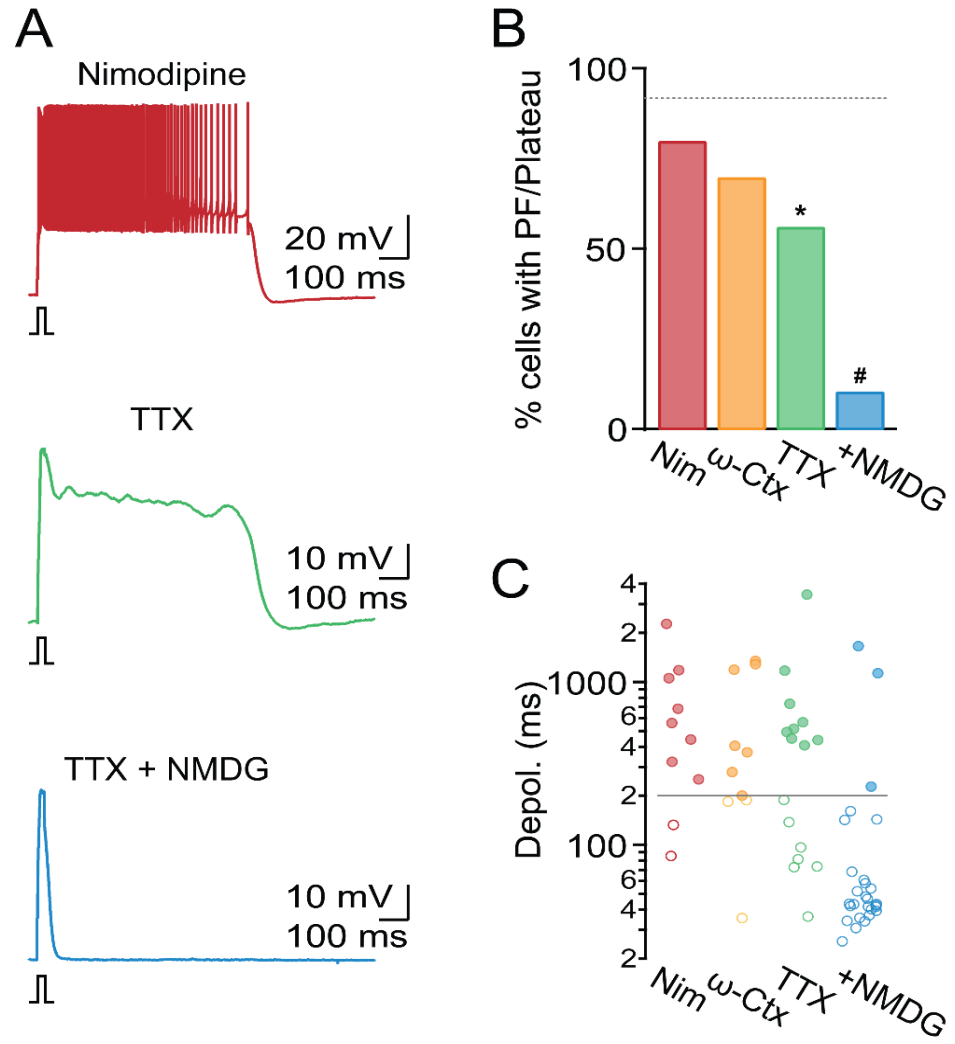 A
Nimodipine
20 mV
100 ms
TTX
10 mV
100 ms
TTX + NMDG
10 mV
100 ms
B
% cells with PF/Plateau
100
50
0
*
#
Nim
ω-Ctx
TTX
+NMDG
C
Depol. (ms)
4
2
1000
6
4
2
100
6
4
2
Nim
ω-Ctx
TTX
+NMDG